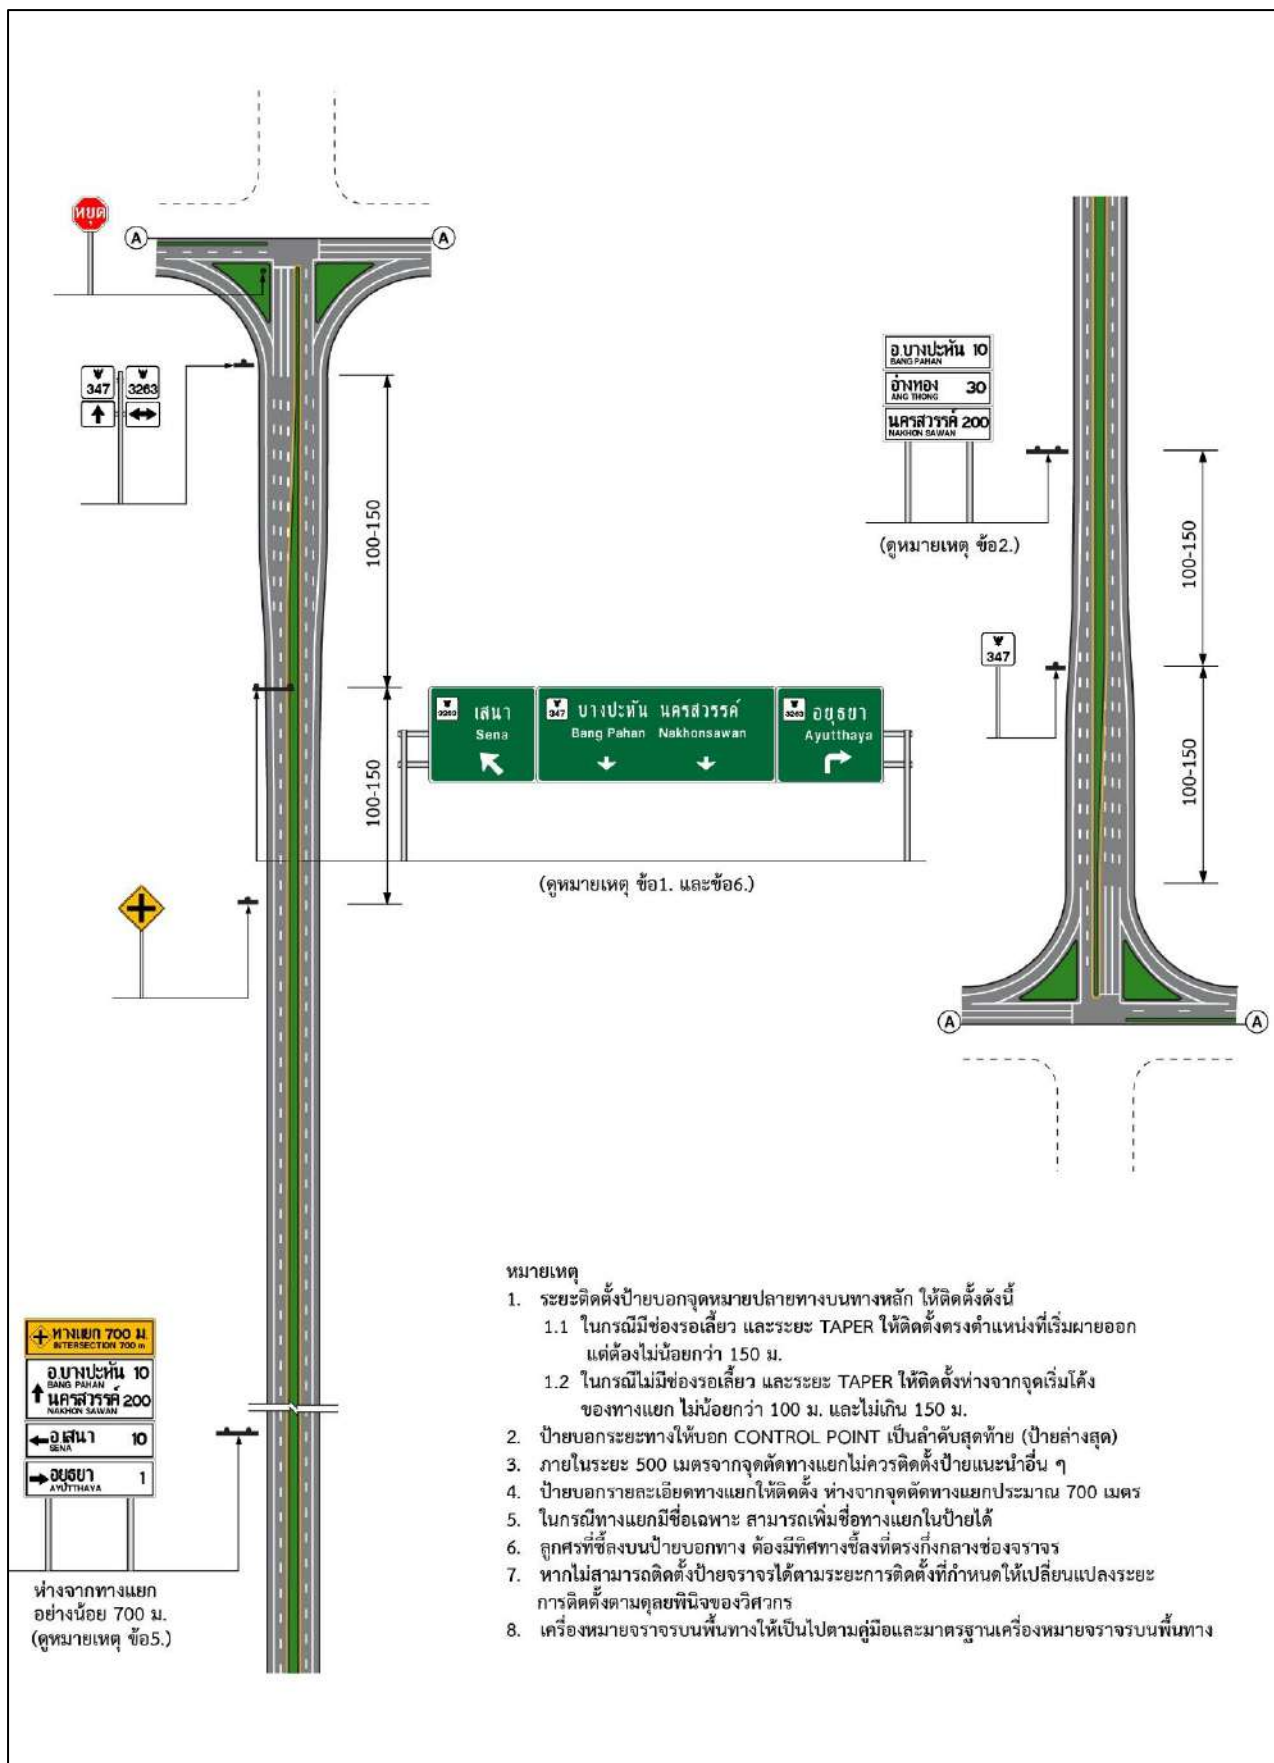 หยุด
A
A
347
3263
100-150
3263
เสนา
Sena
347
บางปะหัน นครสวรรค์
Bang Pahan Nakhonsawan
3263
อยุธยา
Ayutthaya
100-150
(ดูหมายเหตุ ข้อ1. และข้อ6.)
ทางแยก 700 ม.
INTERSECTION 700 m
อ.บางปะหัน 10
BANG PAHAN
นครสวรรค์ 200
NAKHON SAWAN
อ.เสนา 10
SENA
อยุธยา 1
AYUTTHAYA
ห่างจากทางแยก
อย่างน้อย 700 ม.
(ดูหมายเหตุ ข้อ5.)
อ.บางปะหัน 10
BANG PAHAN
อ่างทอง 30
ANG THONG
นครสวรรค์ 200
NAKHON SAWAN
(ดูหมายเหตุ ข้อ2.)
100-150
347
100-150
A
A
หมายเหตุ
1. ระยะติดตั้งป้ายบอกจุดหมายปลายทางบนทางหลัก ให้ติดตั้งดังนี้
1.1 ในกรณีมีช่องรอเลี้ยว และระยะ TAPER ให้ติดตั้งตรงตำแหน่งที่เริ่มผายออก
แต่ต้องไม่น้อยกว่า 150 ม.
1.2 ในกรณีไม่มีช่องรอเลี้ยว และระยะ TAPER ให้ติดตั้งห่างจากจุดเริ่มโค้ง
ของทางแยก ไม่น้อยกว่า 100 ม. และไม่เกิน 150 ม.
2. ป้ายบอกระยะทางให้บอก CONTROL POINT เป็นลำดับสุดท้าย (ป้ายล่างสุด)
3. ภายในระยะ 500 เมตรจากจุดตัดทางแยกไม่ควรติดตั้งป้ายแนะนำอื่น ๆ
4. ป้ายบอกรายละเอียดทางแยกให้ติดตั้ง ห่างจากจุดตัดทางแยกประมาณ 700 เมตร
5. ในกรณีทางแยกมีชื่อเฉพาะ สามารถเพิ่มชื่อทางแยกในป้ายได้
6. ลูกศรที่ชี้ลงบนป้ายบอกทาง ต้องมีทิศทางชี้ลงที่ตรงกึ่งกลางช่องจราจร
7. หากไม่สามารถติดตั้งป้ายจราจรได้ตามระยะการติดตั้งที่กำหนดให้เปลี่ยนแปลงระยะ
การติดตั้งตามดุลยพินิจของวิศวกร
8. เครื่องหมายจราจรบนพื้นทางให้เป็นไปตามคู่มือและมาตรฐานเครื่องหมายจราจรบนพื้นทาง